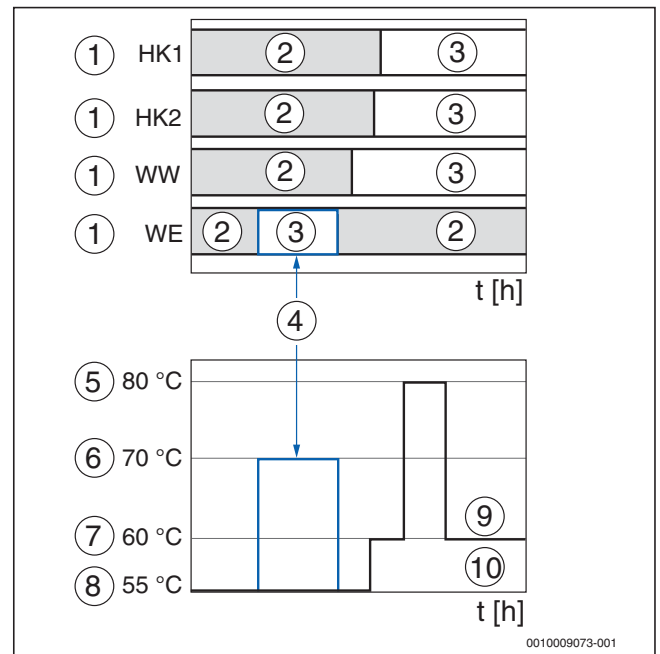 ① HK1 ② ③
① HK2 ② ③
① WW ② ③
① WE ② ③ ②
t [h]
④
⑤ 80 °C
⑥ 70 °C
⑨
⑦ 60 °C
⑩
⑧ 55 °C
t [h]
0010009073-001